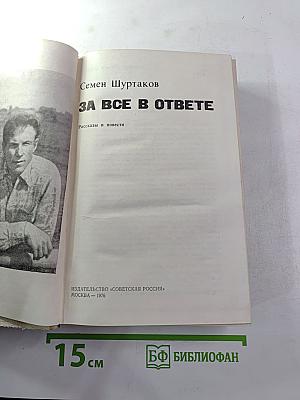 Семен Шуртаков
ЗА ВСЕ В ОТВЕТЕ
Рассказы и повести
ИЗДАТЕЛЬСТВО «СОВЕТСКАЯ РОССИЯ»
МОСКВА — 1976
15 см
БФ БИБЛИОФАН